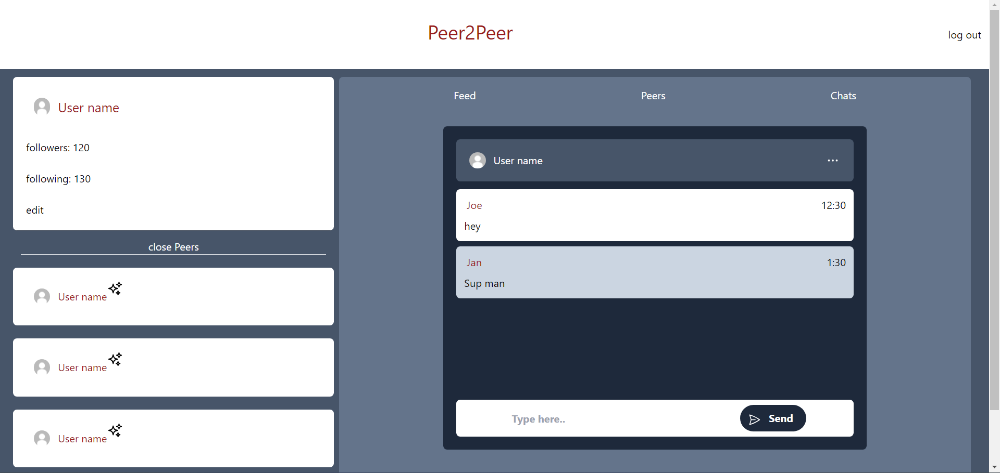 Peer2Peer
log out
User name
followers: 120
following: 130
edit
close Peers
User name
User name
User name
Feed Peers Chats
User name
Joe 12:30
hey
Jan 1:30
Sup man
Type here.. Send